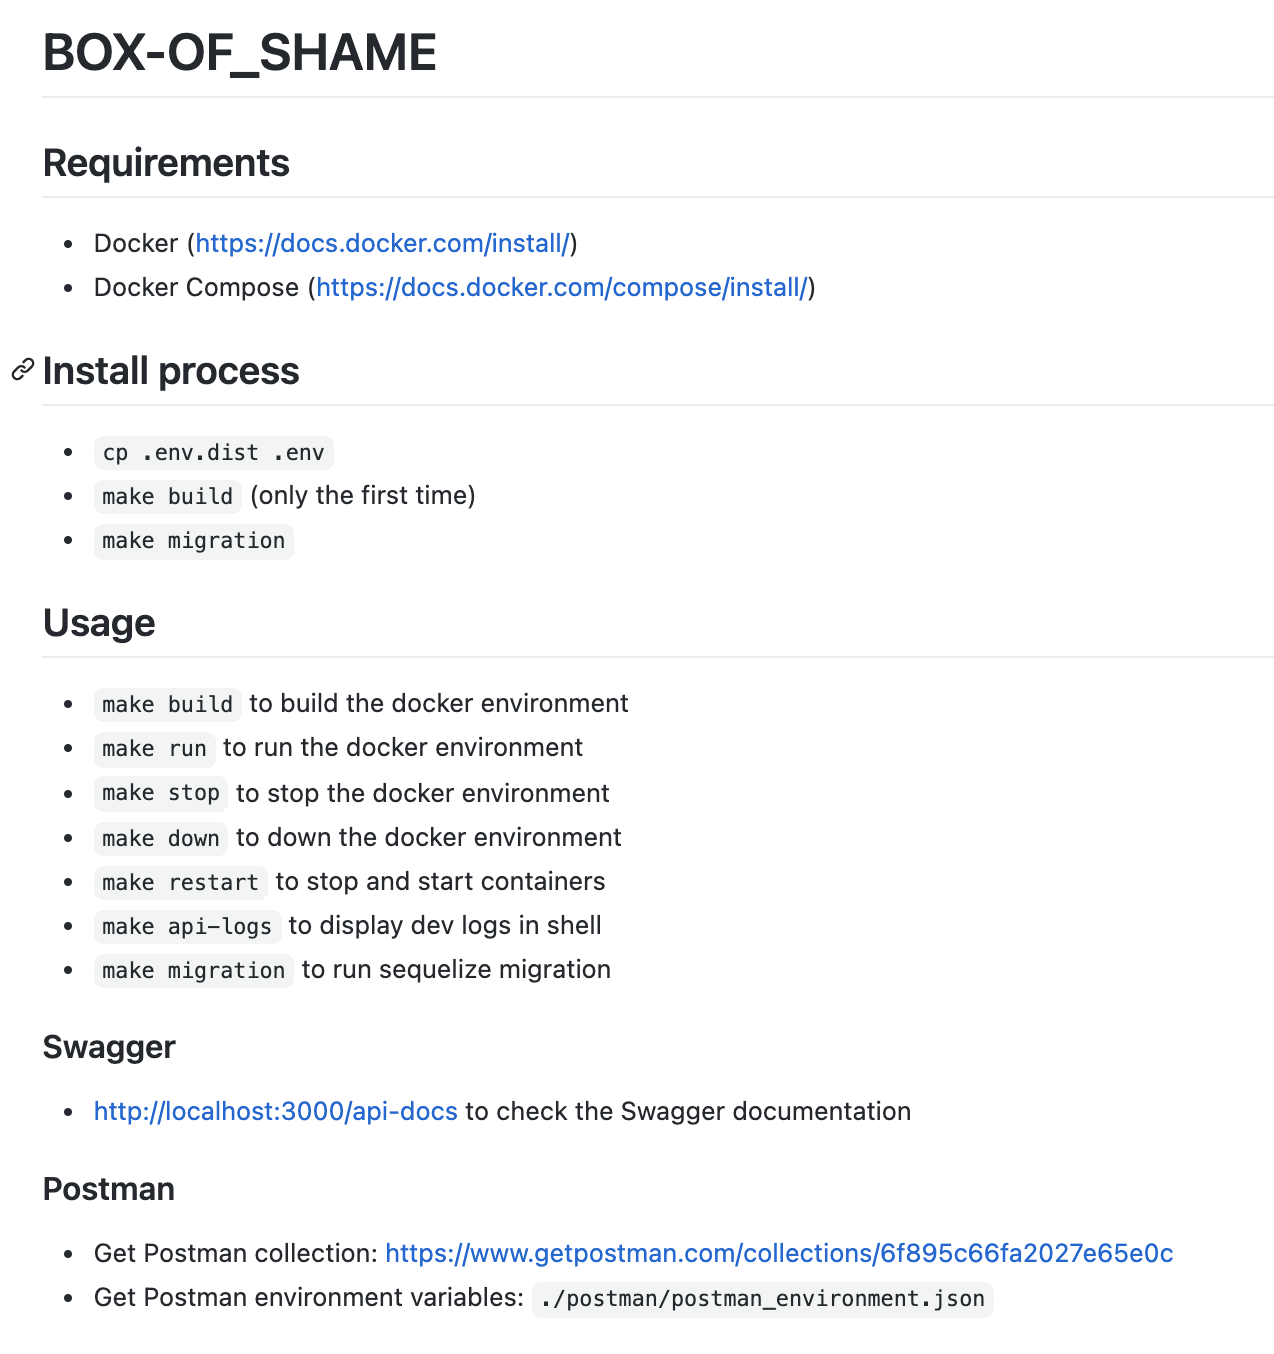 BOX-OF_SHAME
Requirements
Docker (https://docs.docker.com/install/)
Docker Compose (https://docs.docker.com/compose/install/)
Install process
cp .env.dist .env
make build (only the first time)
make migration
Usage
make build to build the docker environment
make run to run the docker environment
make stop to stop the docker environment
make down to down the docker environment
make restart to stop and start containers
make api-logs to display dev logs in shell
make migration to run sequelize migration
Swagger
http://localhost:3000/api-docs to check the Swagger documentation
Postman
Get Postman collection: https://www.getpostman.com/collections/6f895c66fa2027e65e0c
Get Postman environment variables: ./postman/postman_environment.json